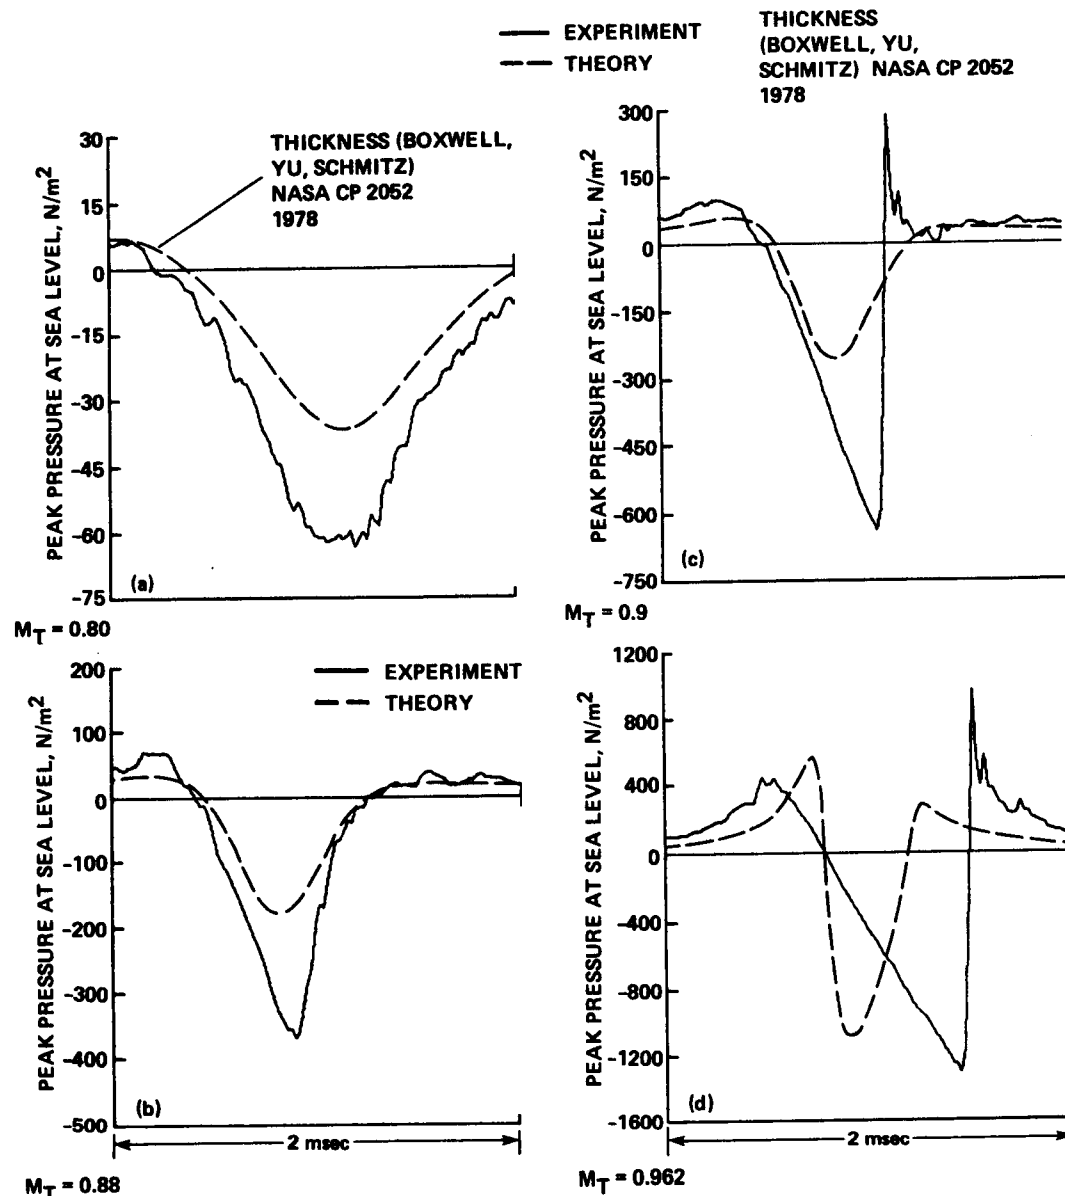 EXPERIMENT
THEORY
THICKNESS
(BOXWELL, YU,
SCHMITZ) NASA CP 2052
1978
PEAK PRESSURE AT SEA LEVEL, N/m²
30
15
0
-15
-30
-45
-60
-75
THICKNESS (BOXWELL,
YU, SCHMITZ)
NASA CP 2052
1978
(a)
M_T = 0.80
PEAK PRESSURE AT SEA LEVEL, N/m²
300
150
0
-150
-300
-450
-600
-750
(c)
M_T = 0.9
PEAK PRESSURE AT SEA LEVEL, N/m²
200
100
0
-100
-200
-300
-400
-500
EXPERIMENT
THEORY
(b)
2 msec
M_T = 0.88
PEAK PRESSURE AT SEA LEVEL, N/m²
1200
800
400
0
-400
-800
-1200
-1600
(d)
2 msec
M_T = 0.962